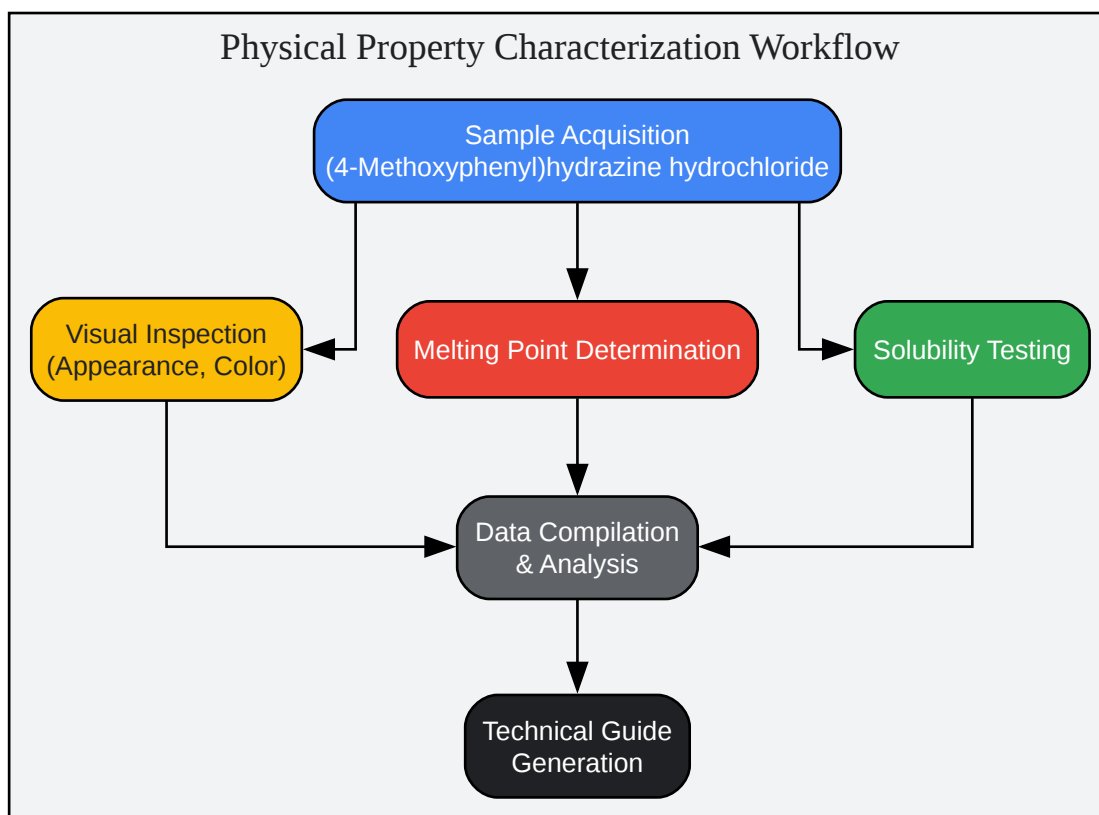 Physical Property Characterization Workflow
Sample Acquisition
(4-Methoxyphenyl)hydrazine hydrochloride
Visual Inspection
(Appearance, Color)
Melting Point Determination
Solubility Testing
Data Compilation
& Analysis
Technical Guide
Generation